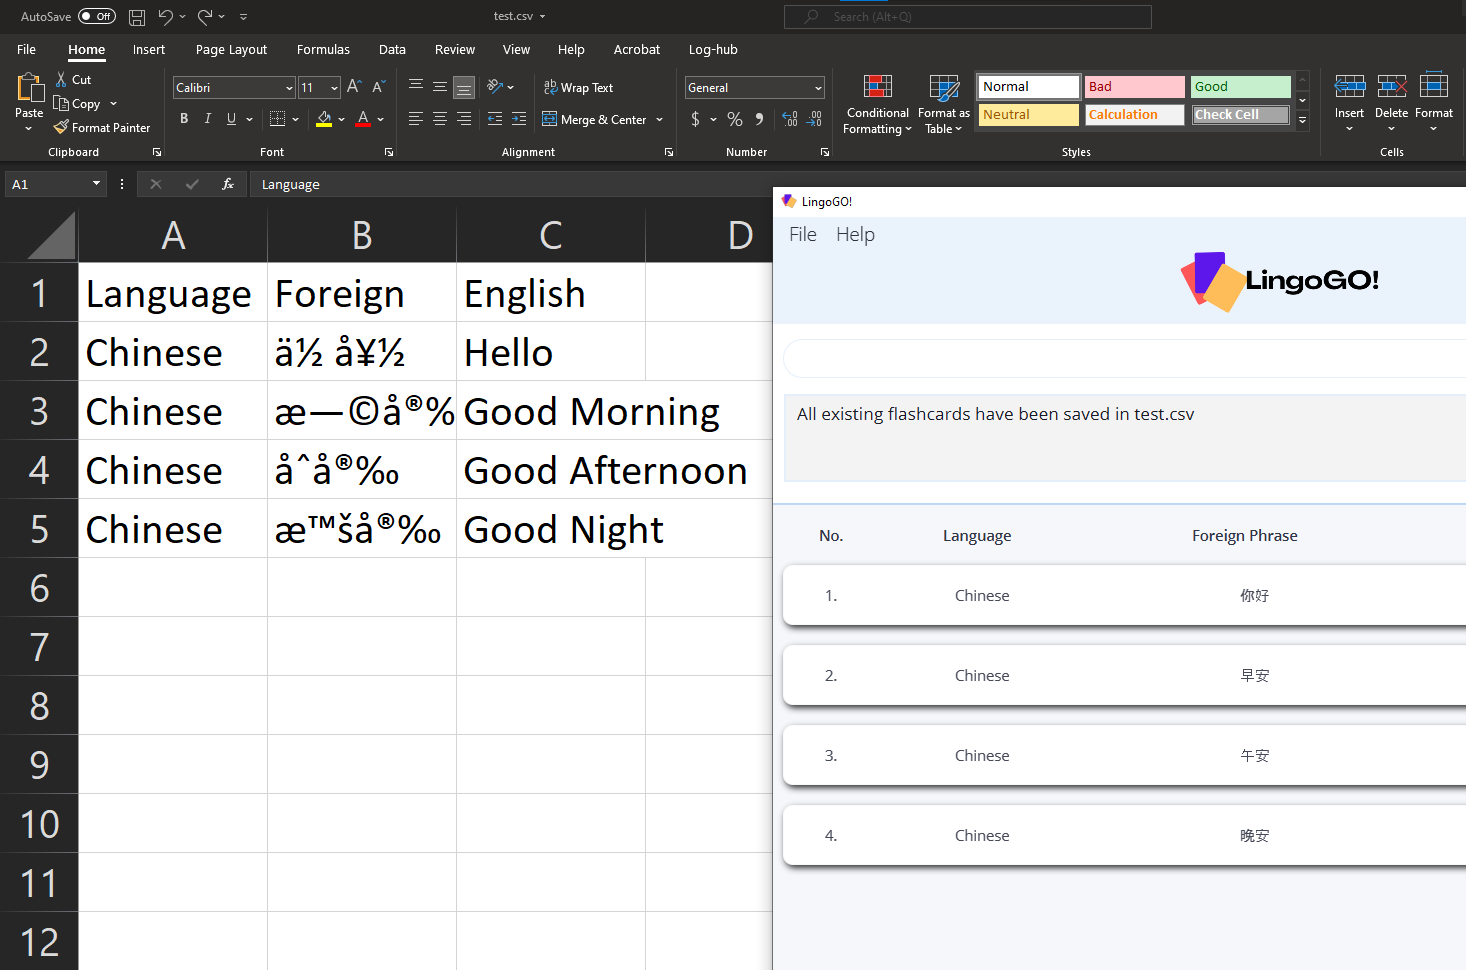 AutoSave Off test.csv Search (Alt+Q)
File Home Insert Page Layout Formulas Data Review View Help Acrobat Log-hub
Paste
Cut
Copy
Format Painter
Clipboard
Calibri 11
B I U
Font
Wrap Text
Merge & Center
Alignment
General
$ % 9
Number
Conditional Formatting
Format as Table
Normal Bad Good
Neutral Calculation Check Cell
Styles
Insert Delete Format
Cells
A1 fx Language
A B C D
1 Language Foreign English
2 Chinese ä½ å¥½ Hello
3 Chinese æ—©å®% Good Morning
4 Chinese åˆå®‰ Good Afternoon
5 Chinese æ™šå®‰ Good Night
6
7
8
9
10
11
12
LingoGO!
File Help
LingoGO!
All existing flashcards have been saved in test.csv
No. Language Foreign Phrase
1. Chinese 你好
2. Chinese 早安
3. Chinese 午安
4. Chinese 晚安